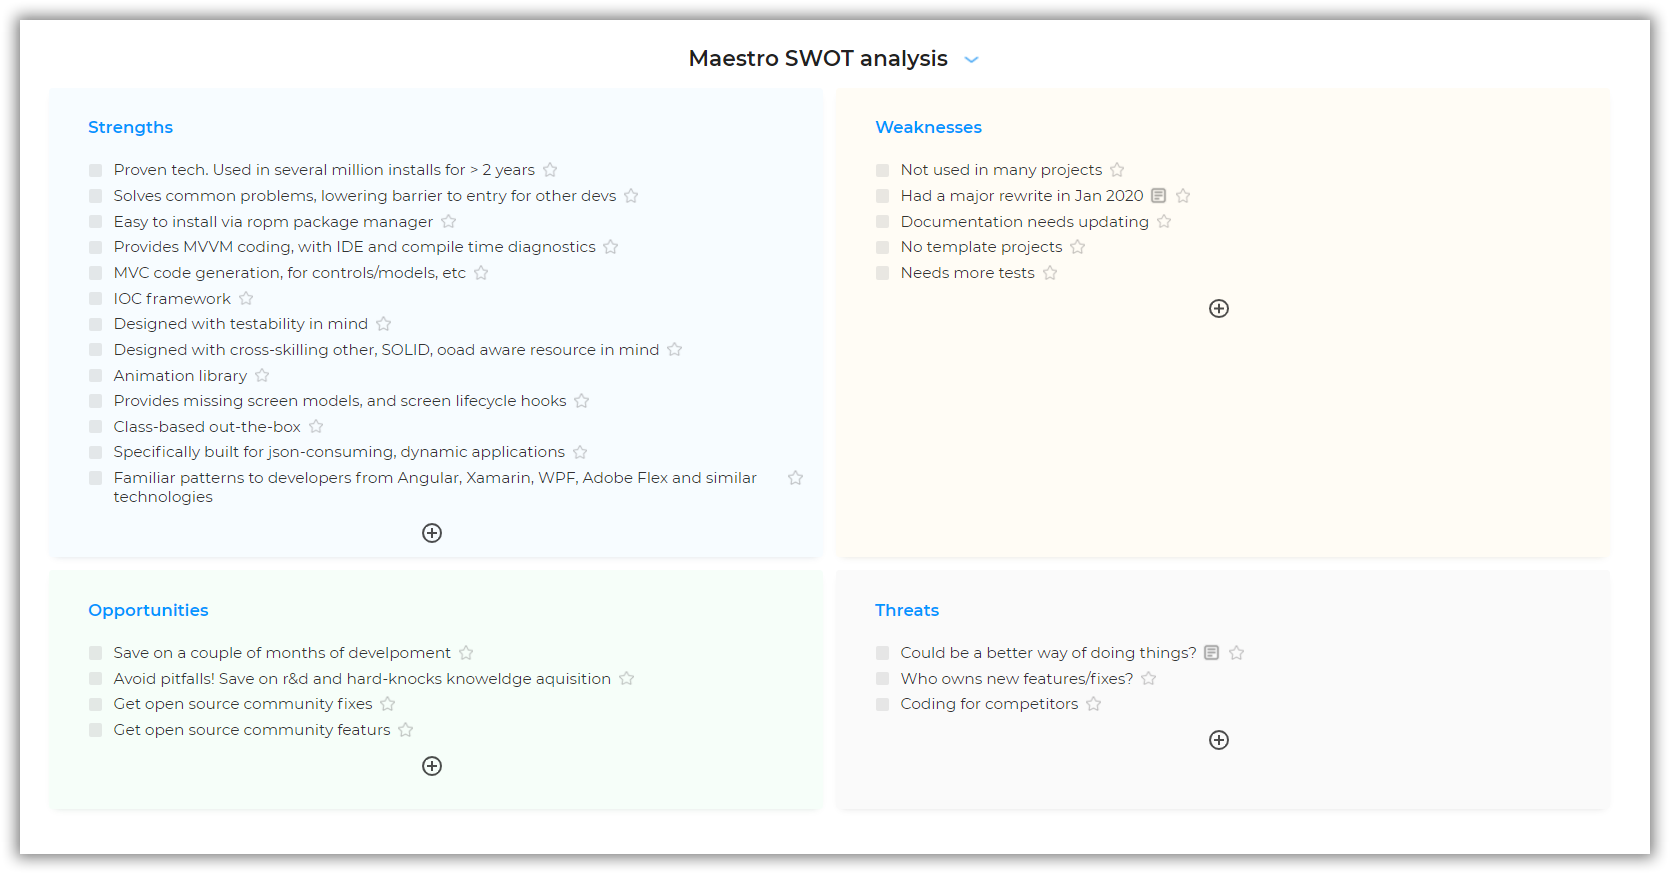 Maestro SWOT analysis
Strengths
Proven tech. Used in several million installs for > 2 years
Solves common problems, lowering barrier to entry for other devs
Easy to install via ropm package manager
Provides MVVM coding, with IDE and compile time diagnostics
MVC code generation, for controls/models, etc
IOC framework
Designed with testability in mind
Designed with cross-skilling other, SOLID, ooad aware resource in mind
Animation library
Provides missing screen models, and screen lifecycle hooks
Class-based out-the-box
Specifically built for json-consuming, dynamic applications
Familiar patterns to developers from Angular, Xamarin, WPF, Adobe Flex and similar
technologies
Weaknesses
Not used in many projects
Had a major rewrite in Jan 2020
Documentation needs updating
No template projects
Needs more tests
Opportunities
Save on a couple of months of develpoment
Avoid pitfalls! Save on r&d and hard-knocks knoweldge aquisition
Get open source community fixes
Get open source community featurs
Threats
Could be a better way of doing things?
Who owns new features/fixes?
Coding for competitors